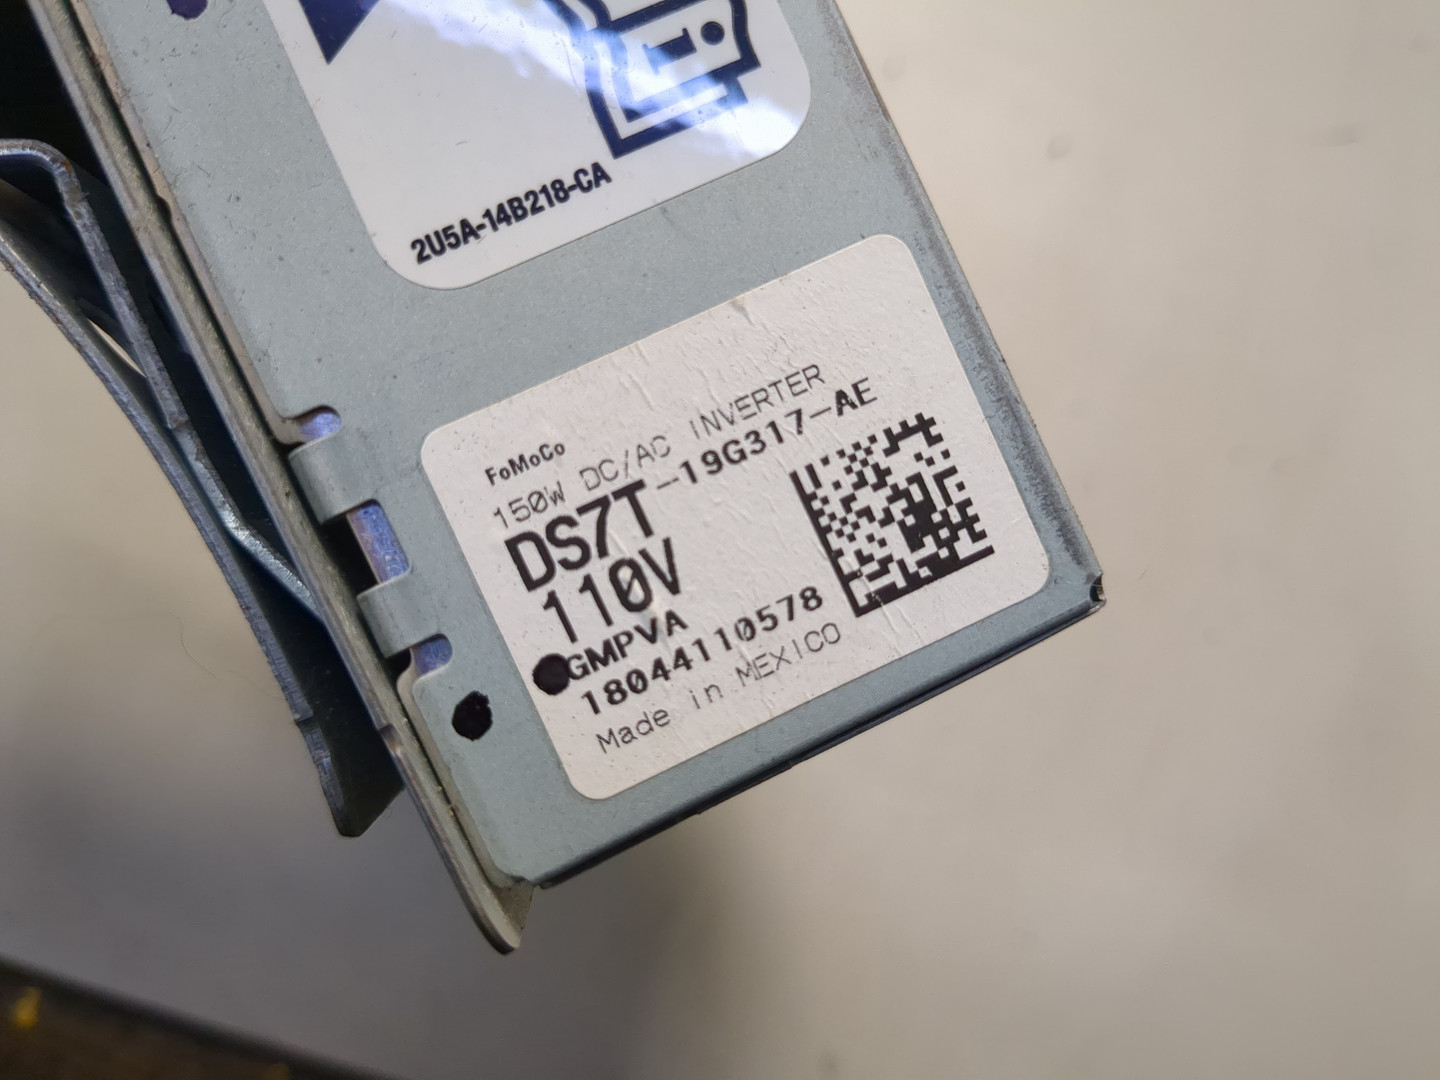 2U5A-14B218-CA
FoMoCo
150W DC/AC INVERTER
DS7T-19G317-AE
110V
GMPVA
18044110578
Made in MEXICO